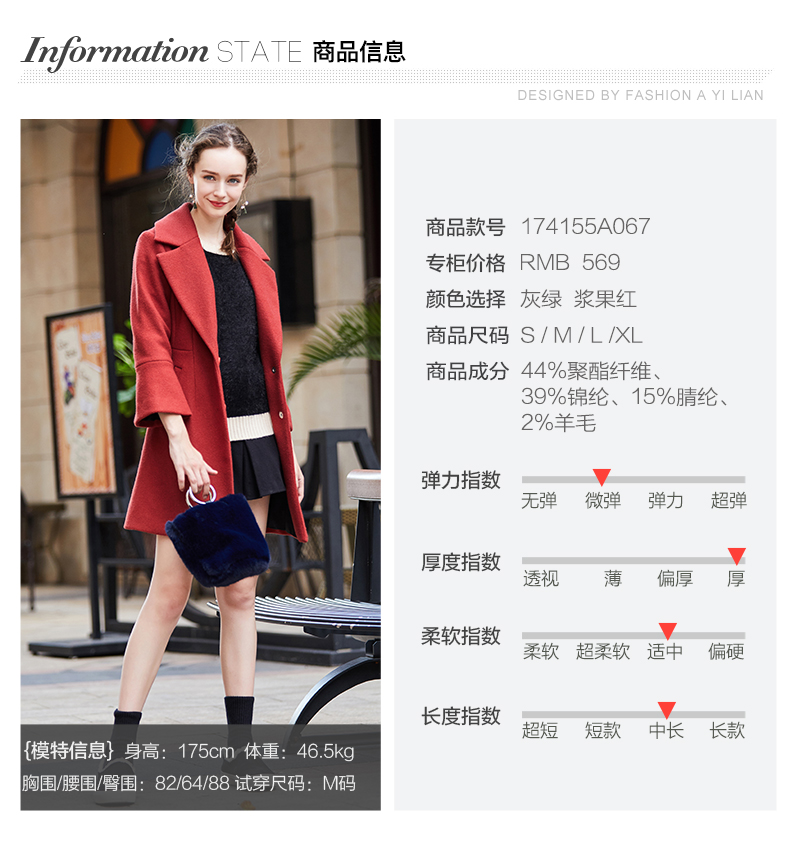 Information STATE 商品信息
DESIGNED BY FASHION A YI LIAN
商品款号 174155A067
专柜价格 RMB 569
颜色选择 灰绿 浆果红
商品尺码 S / M / L /XL
商品成分 44%聚酯纤维、
39%锦纶、15%腈纶、
2%羊毛
弹力指数
无弹 微弹 弹力 超弹
厚度指数
透视 薄 偏厚 厚
柔软指数
柔软 超柔软 适中 偏硬
长度指数
超短 短款 中长 长款
{模特信息} 身高：175cm 体重：46.5kg
胸围/腰围/臀围：82/64/88 试穿尺码：M码